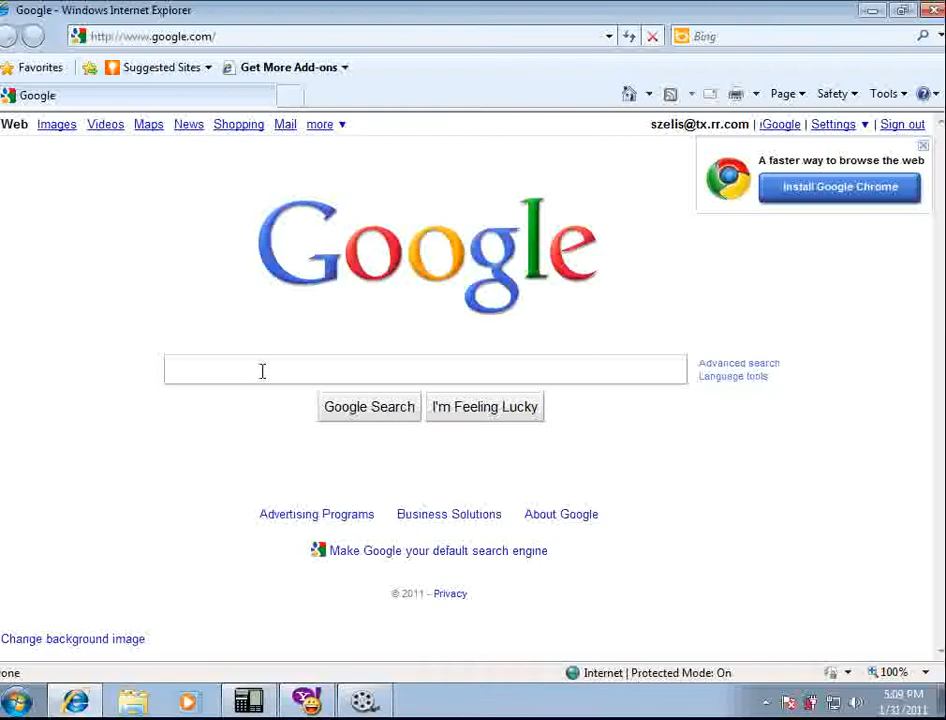 Google - Windows Internet Explorer
http://www.google.com/
Bing
Favorites Suggested Sites Get More Add-ons
Google
Page Safety Tools
Web Images Videos Maps News Shopping Mail more szelis@tx.rr.com | iGoogle | Settings | Sign out
A faster way to browse the web
Install Google Chrome
Google
Advanced search
Language tools
Google Search I'm Feeling Lucky
Advertising Programs Business Solutions About Google
Make Google your default search engine
© 2011 - Privacy
Change background image
one Internet | Protected Mode: On 100%
5:09 PM
1/31/2011